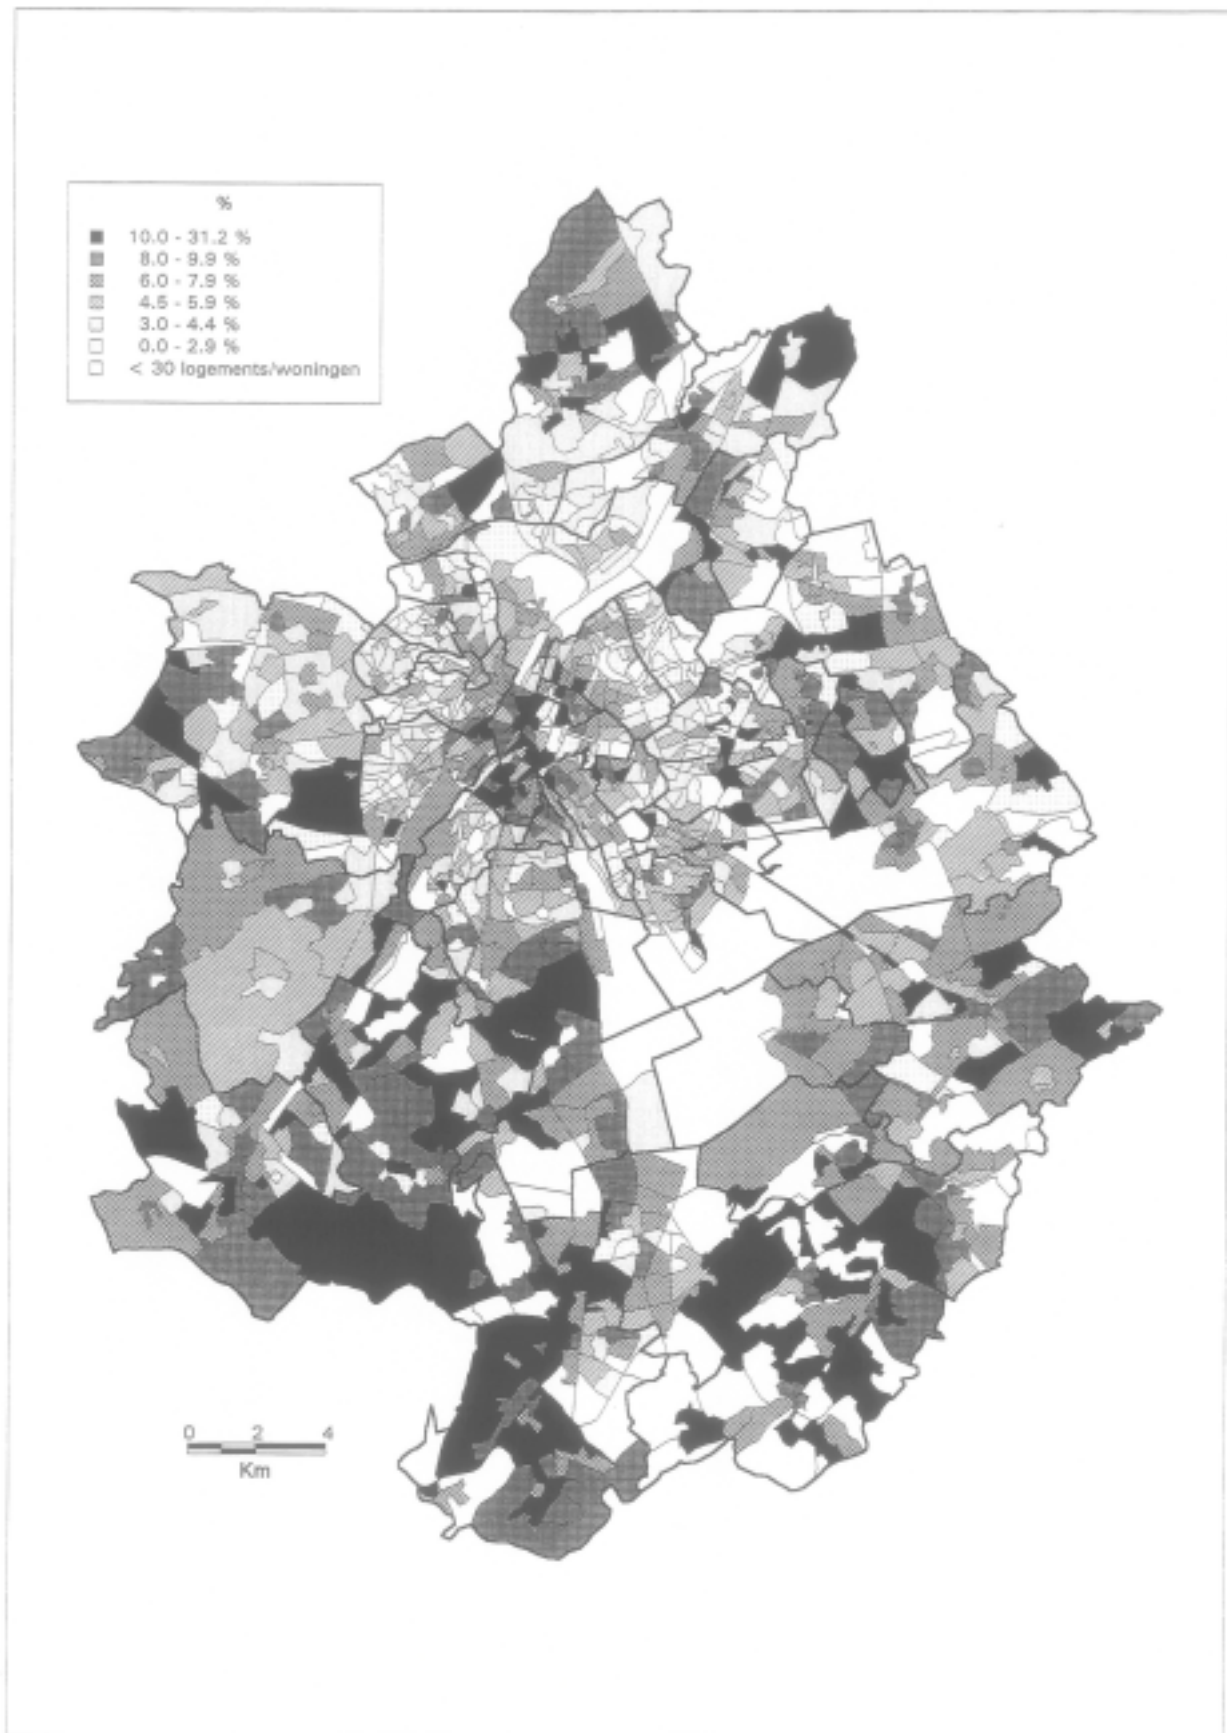 %
10.0 - 31.2 %
8.0 - 9.9 %
6.0 - 7.9 %
4.5 - 5.9 %
3.0 - 4.4 %
0.0 - 2.9 %
< 30 logements/woningen
0 2 4
Km